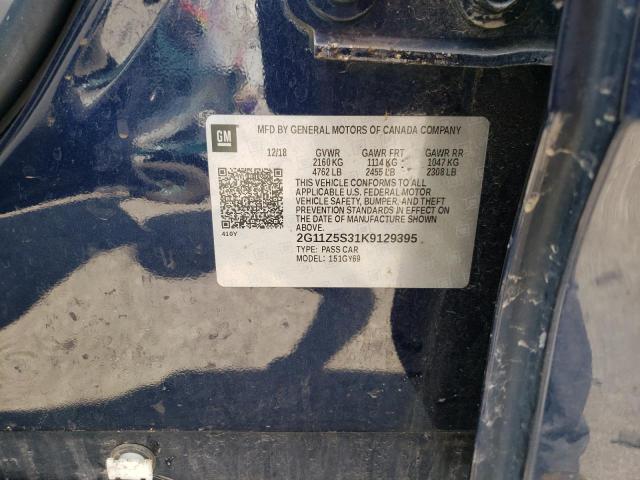 GM
MFD BY GENERAL MOTORS OF CANADA COMPANY
12/18 GVWR GAWR FRT GAWR RR
2160 KG 1114 KG 1047 KG
4762 LB 2455 LB 2308 LB
THIS VEHICLE CONFORMS TO ALL
APPLICABLE U.S. FEDERAL MOTOR
VEHICLE SAFETY, BUMPER, AND THEFT
PREVENTION STANDARDS IN EFFECT ON
THE DATE OF MANUFACTURE SHOWN
ABOVE.
410Y
2G11Z5S31K9129395
TYPE: PASS CAR
MODEL: 151GY69